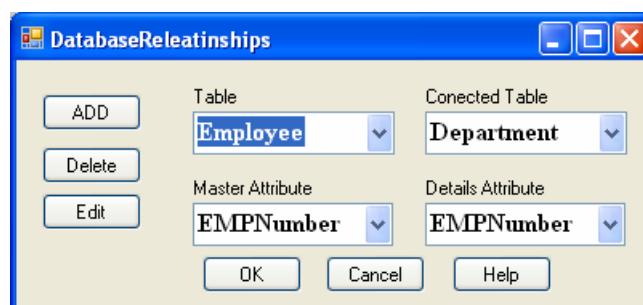 DatabaseReleatinships
ADD
Table
Conected Table
Employee
Department
Delete
Edit
Master Attribute
Details Attribute
EMPNumber
EMPNumber
OK
Cancel
Help